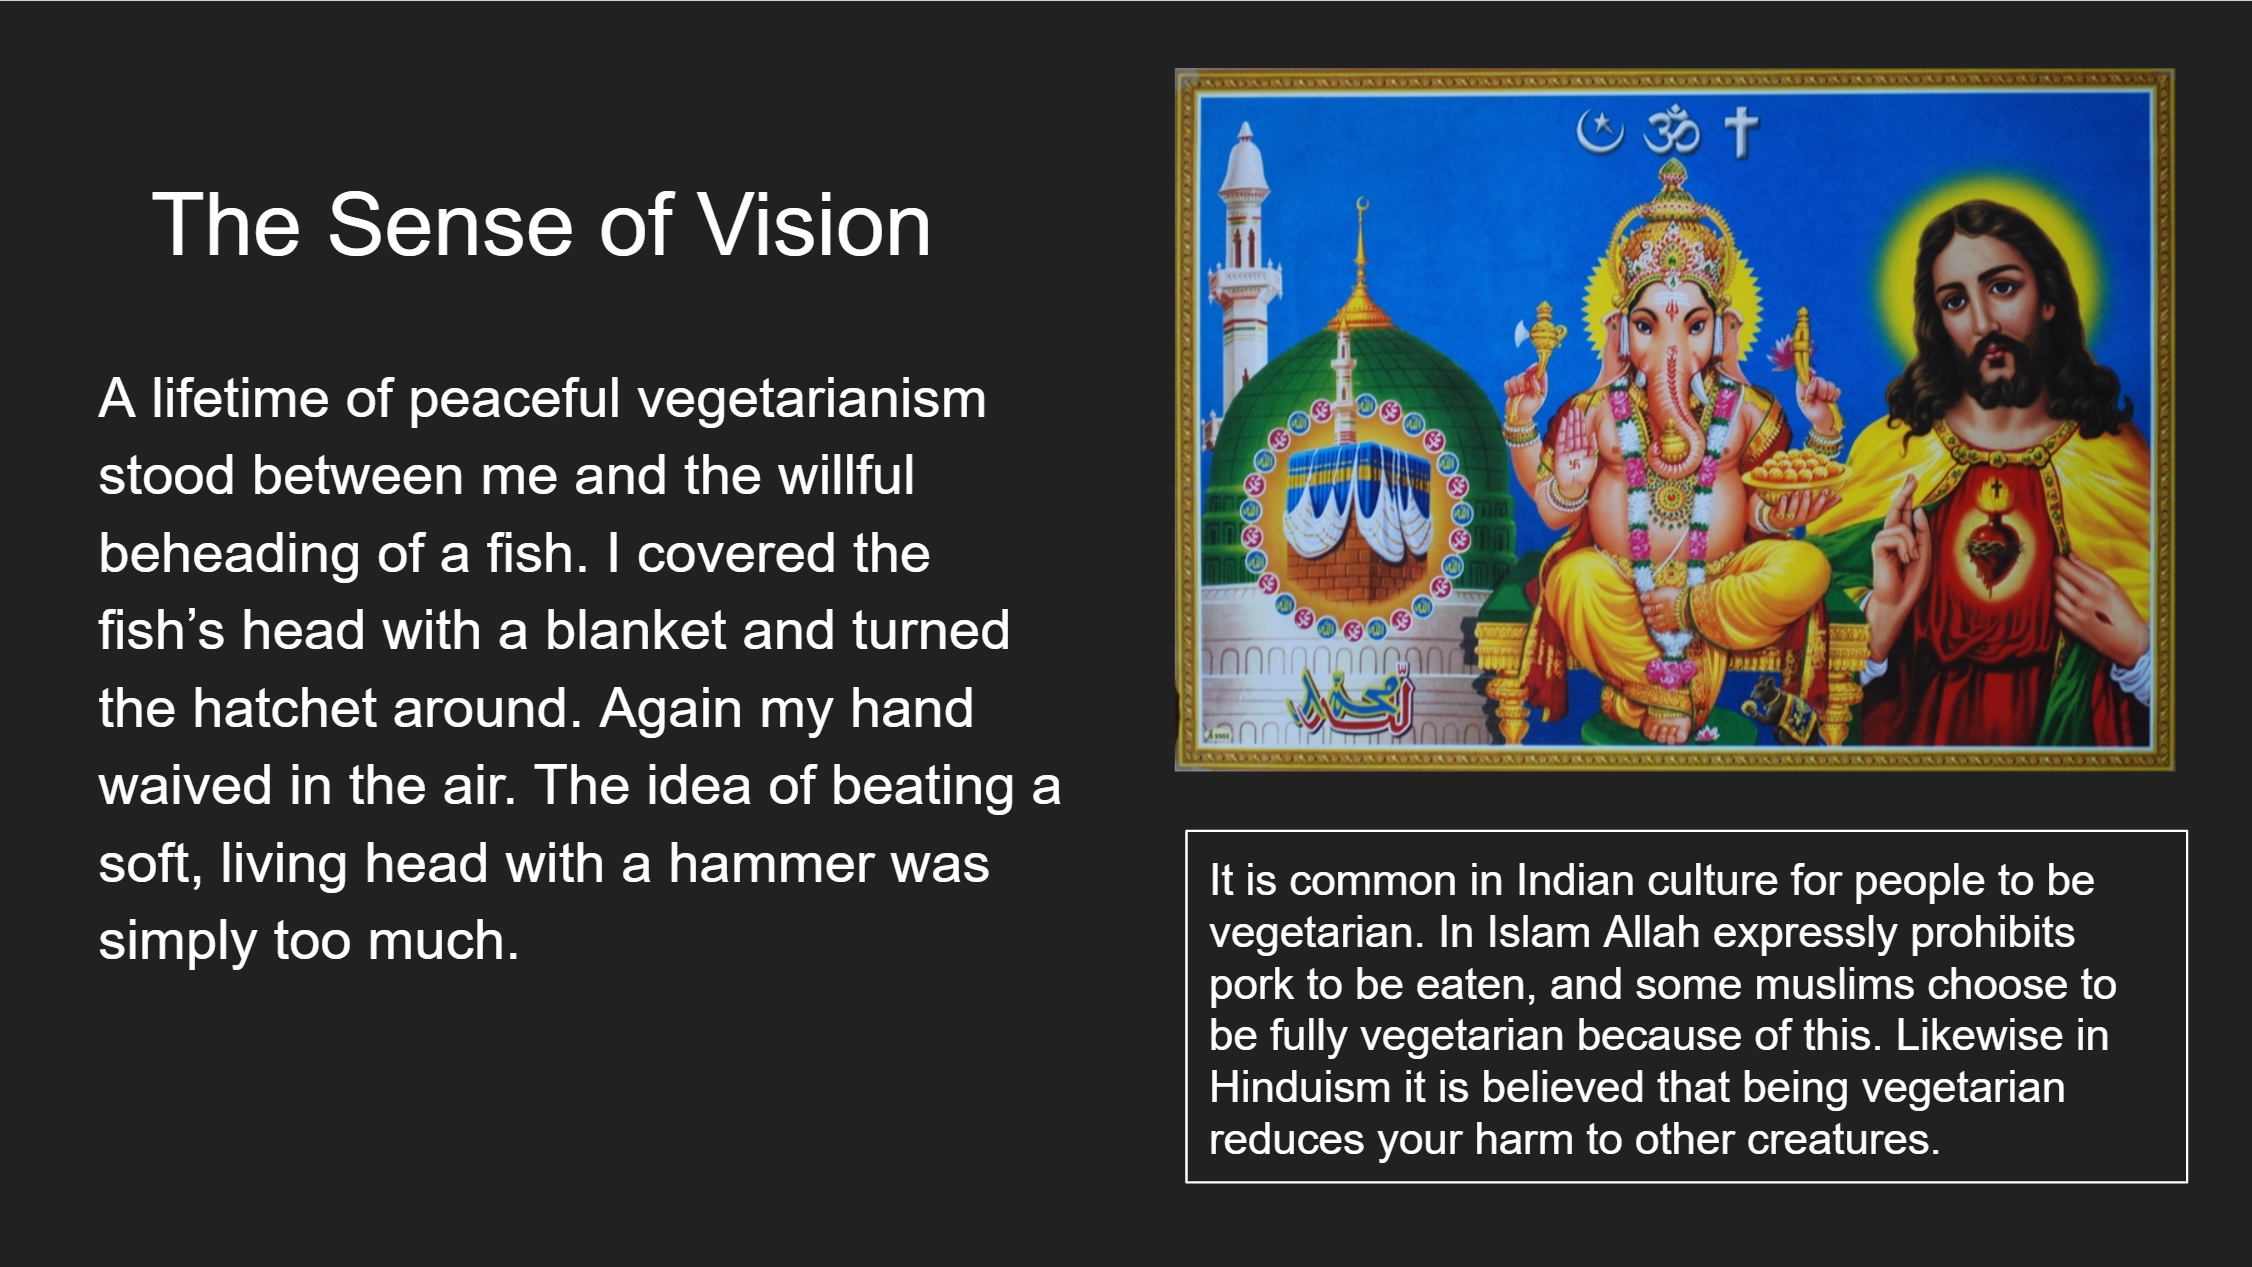 The Sense of Vision
A lifetime of peaceful vegetarianism
stood between me and the willful
beheading of a fish. I covered the
fish’s head with a blanket and turned
the hatchet around. Again my hand
waived in the air. The idea of beating a
soft, living head with a hammer was
simply too much.
ॐ
It is common in Indian culture for people to be
vegetarian. In Islam Allah expressly prohibits
pork to be eaten, and some muslims choose to
be fully vegetarian because of this. Likewise in
Hinduism it is believed that being vegetarian
reduces your harm to other creatures.